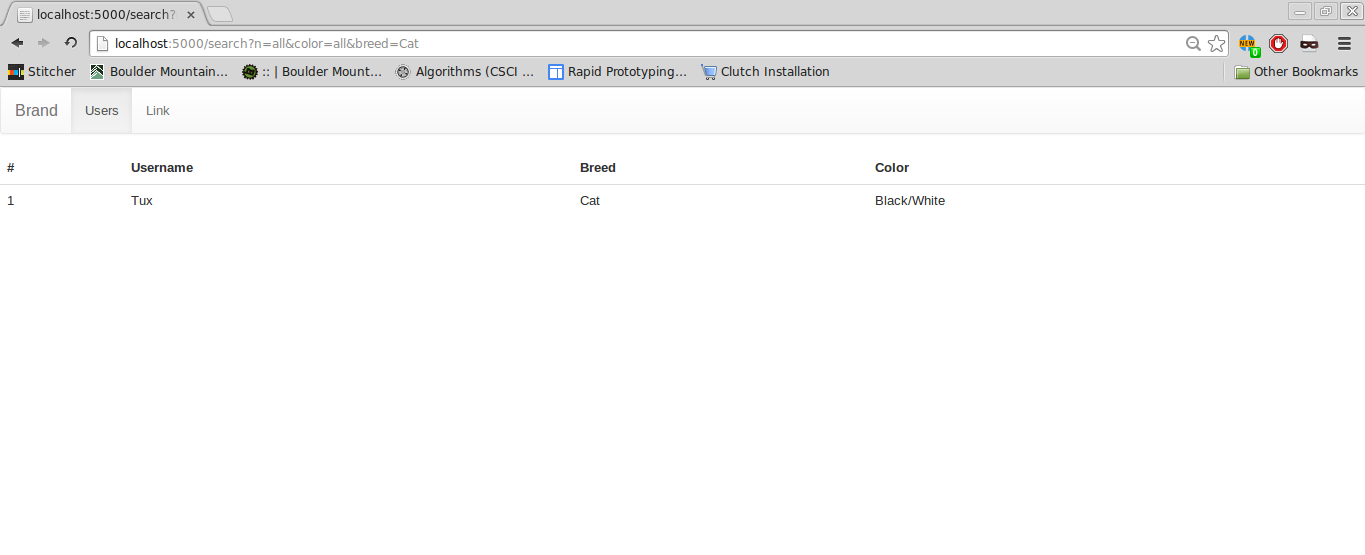 localhost:5000/search?
localhost:5000/search?n=all&color=all&breed=Cat
NEW
0
Stitcher
Boulder Mountain...
:: | Boulder Mount...
Algorithms (CSCI ...
Rapid Prototyping...
Clutch Installation
Other Bookmarks
Brand Users Link
# Username Breed Color
1 Tux Cat Black/White